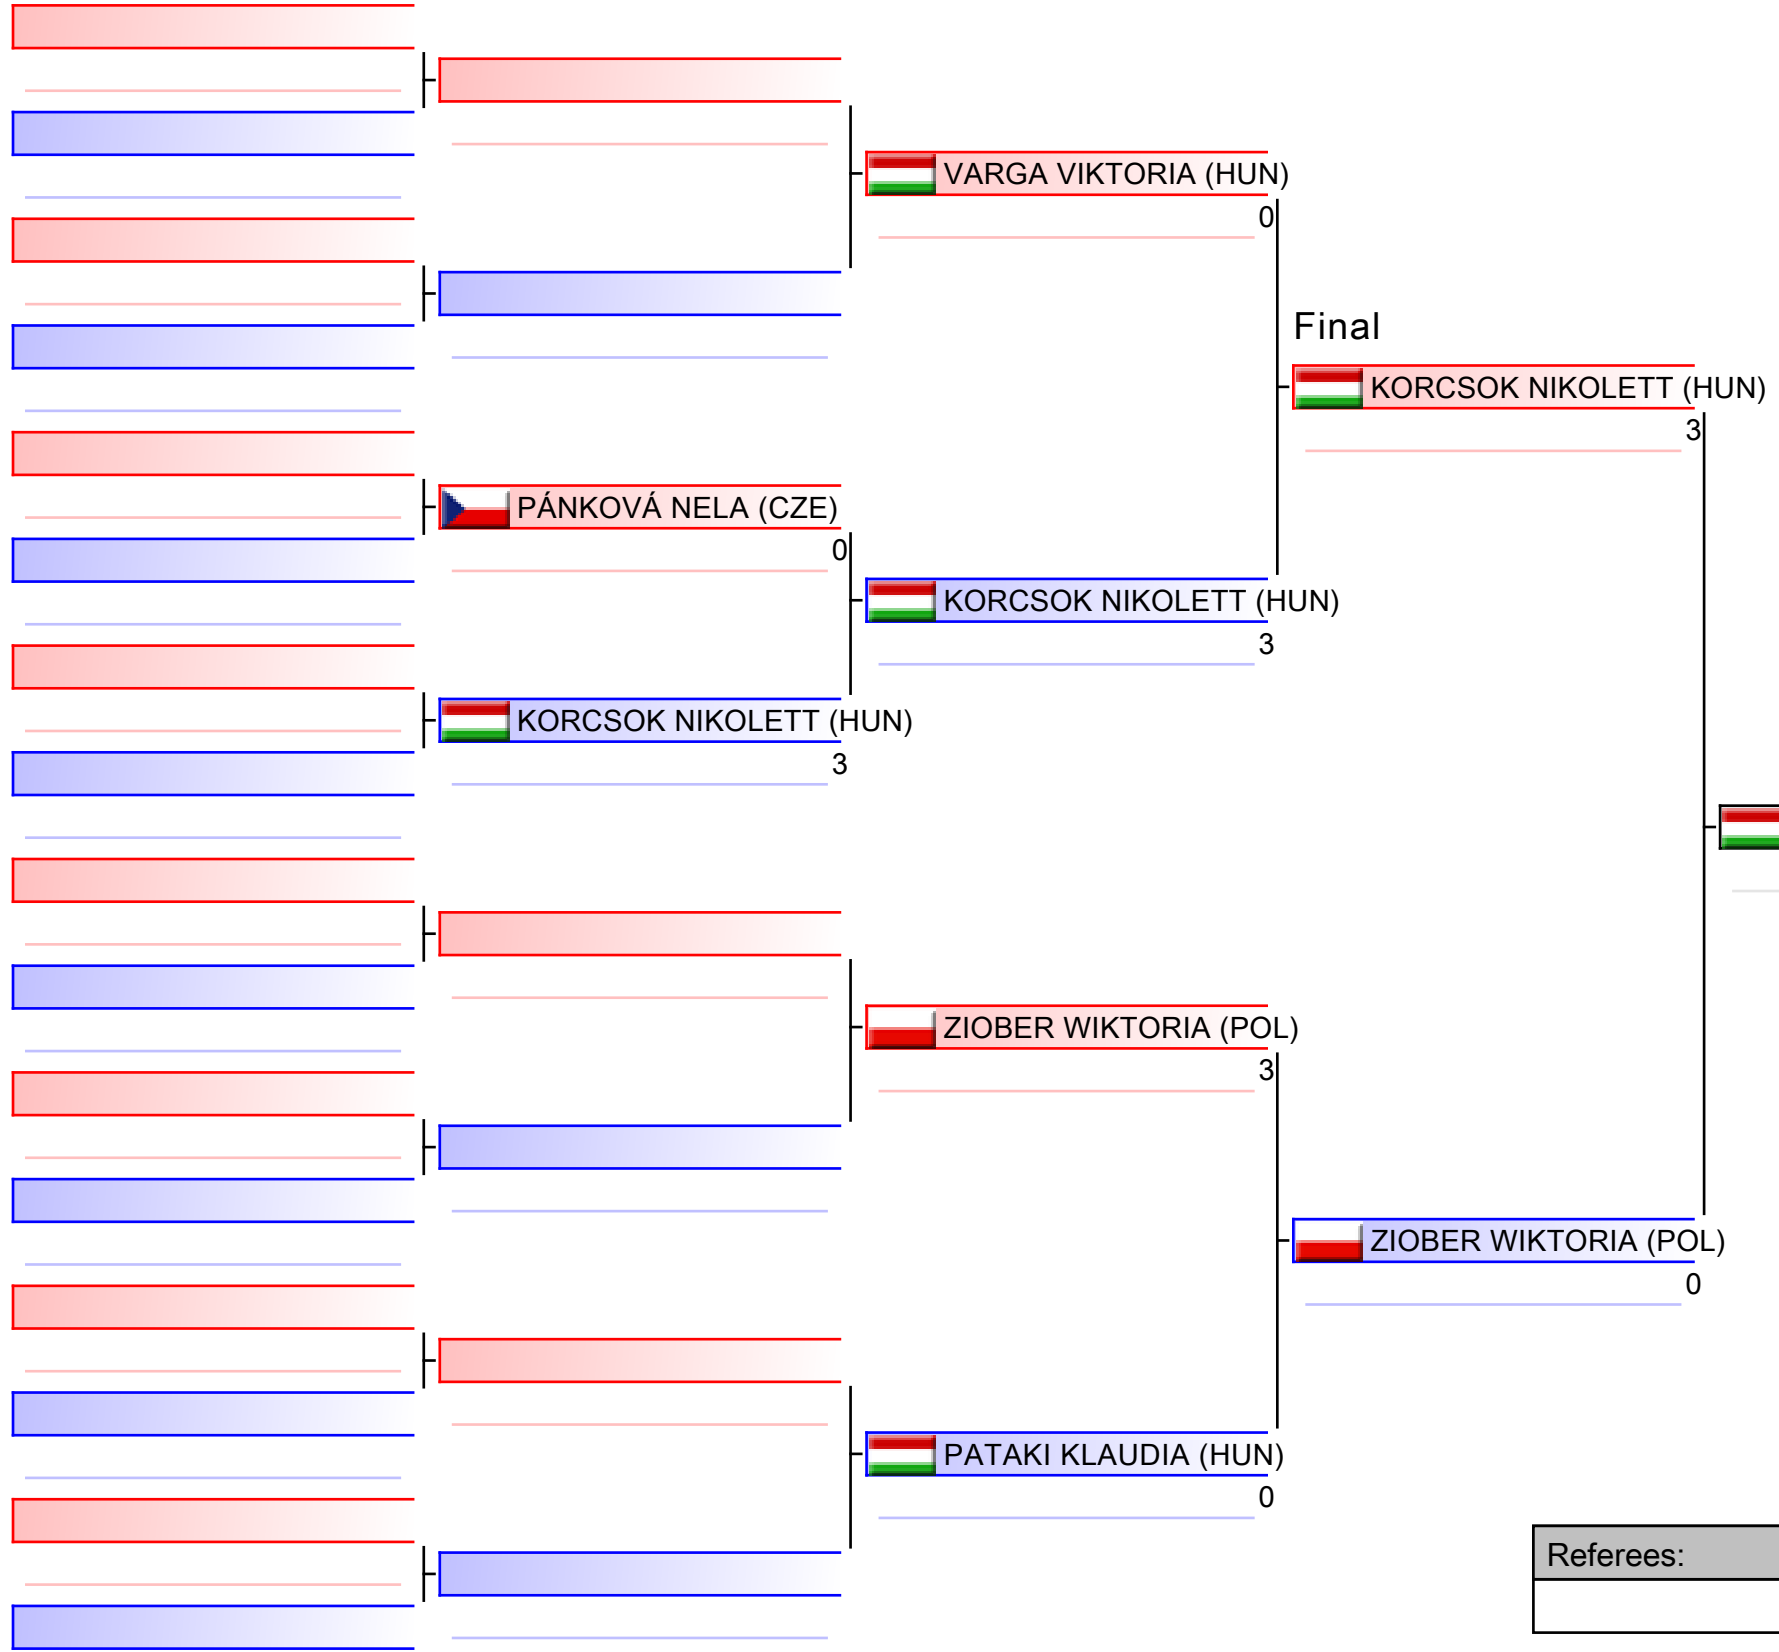 VARGA VIKTORIA (HUN)
0
Final
KORCSOK NIKOLETT (HUN)
3
PÁNKOVÁ NELA (CZE)
0
KORCSOK NIKOLETT (HUN)
3
KORCSOK NIKOLETT (HUN)
3
ZIOBER WIKTORIA (POL)
3
ZIOBER WIKTORIA (POL)
0
PATAKI KLAUDIA (HUN)
0
Referees: